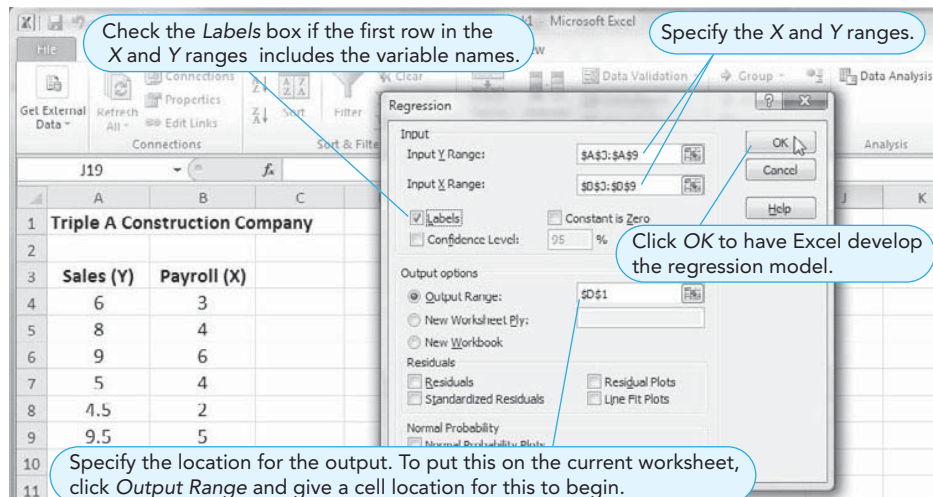 Check the Labels box if the first row in the
X and Y ranges includes the variable names.
Microsoft Excel
Specify the X and Y ranges.
File
Get External
Data
Refresh
All
Connections
Properties
Edit Links
Connections
Sort
Filter
Clear
Data Validation
Group
Data Analysis
Analysis
J19
fx
A B C J K
1 Triple A Construction Company
2
3 Sales (Y) Payroll (X)
4 6 3
5 8 4
6 9 6
7 5 4
8 4.5 2
9 9.5 5
10
11
Regression
Input
Input Y Range:
$A$3:$A$9
Input X Range:
$B$3:$B$9
Labels
Constant is Zero
Confidence Level: 95 %
OK
Cancel
Help
Click OK to have Excel develop
the regression model.
Output options
Output Range:
$D$1
New Worksheet Ply:
New Workbook
Residuals
Residuals
Residual Plots
Standardized Residuals
Line Fit Plots
Normal Probability
Normal Probability Plots
Specify the location for the output. To put this on the current worksheet,
click Output Range and give a cell location for this to begin.